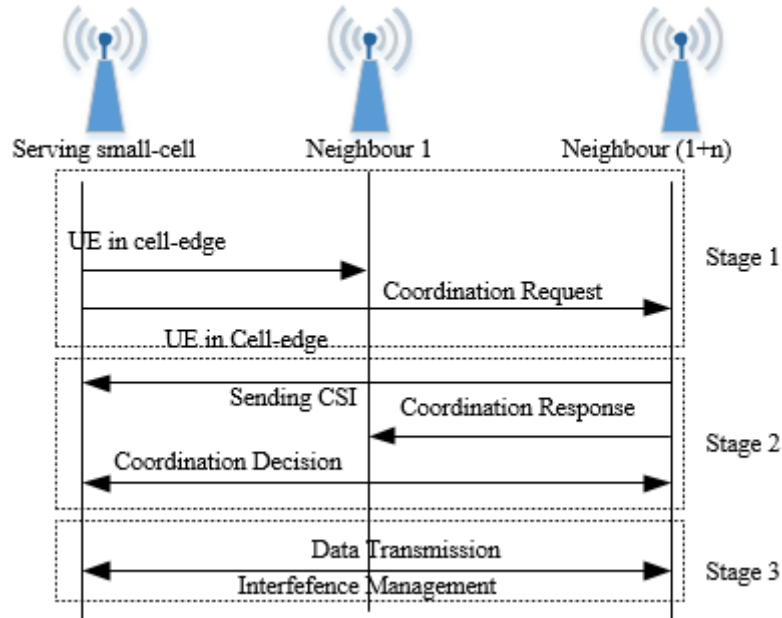 Serving small-cell
Neighbour 1
Neighbour (1+n)
UE in cell-edge
Stage 1
Coordination Request
UE in Cell-edge
Sending CSI
Coordination Response
Stage 2
Coordination Decision
Data Transmission
Stage 3
Interfefence Management